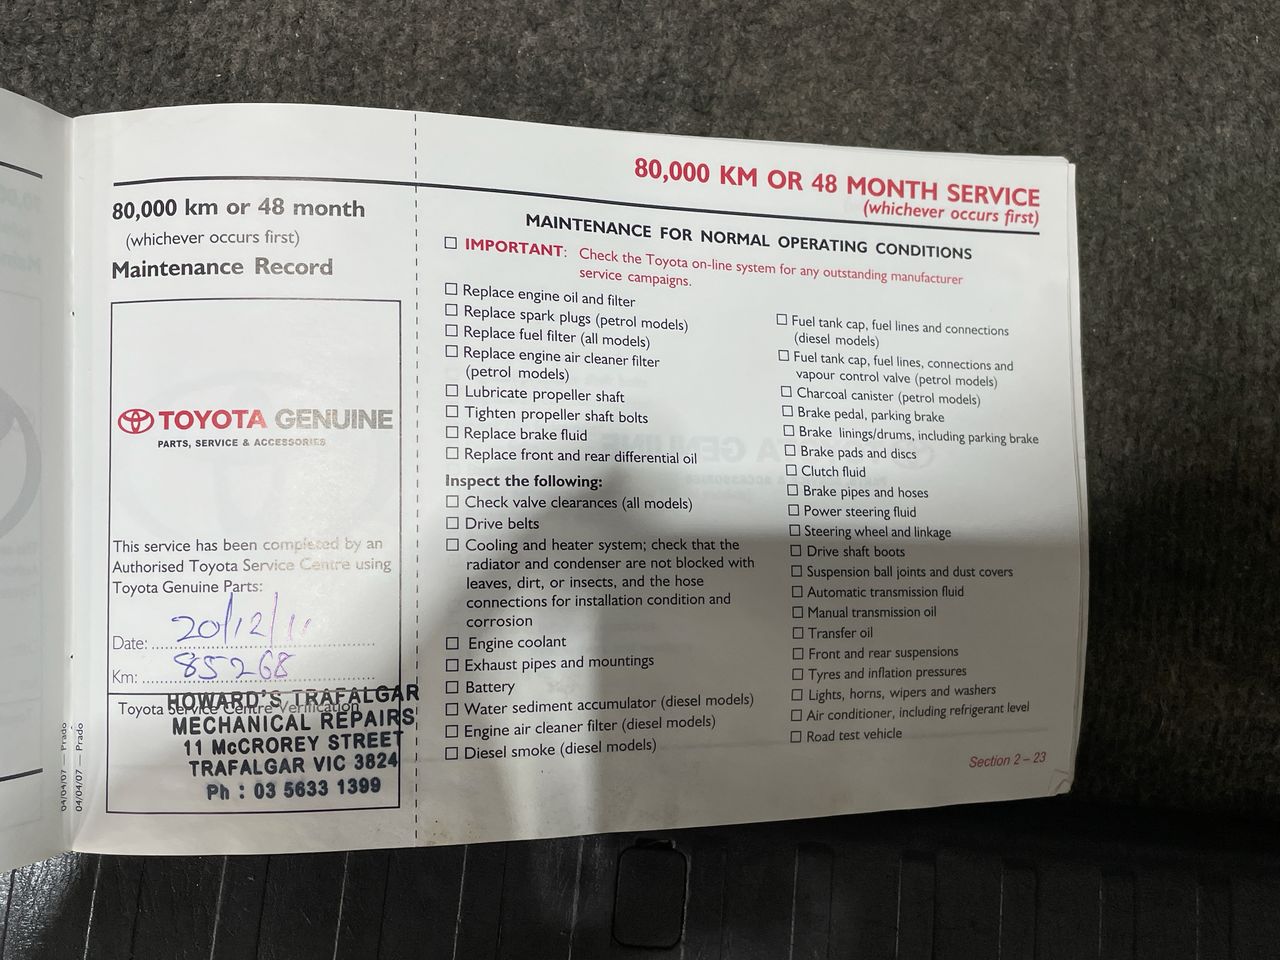 80,000 km or 48 month
(whichever occurs first)
Maintenance Record
TOYOTA GENUINE
PARTS, SERVICE & ACCESSORIES
This service has been completed by an
Authorised Toyota Service Centre using
Toyota Genuine Parts:
Date: 20/12/11
Km: 85268
Toyota Service Centre Verification
HOWARD'S TRAFALGAR
MECHANICAL REPAIRS
11 McCROREY STREET
TRAFALGAR VIC 3824
Ph : 03 5633 1399
04/04/07 — Prado
04/04/07 — Prado
80,000 KM OR 48 MONTH SERVICE
(whichever occurs first)
MAINTENANCE FOR NORMAL OPERATING CONDITIONS
☐ IMPORTANT: Check the Toyota on-line system for any outstanding manufacturer
service campaigns.
☐ Replace engine oil and filter
☐ Replace spark plugs (petrol models)
☐ Replace fuel filter (all models)
☐ Replace engine air cleaner filter
(petrol models)
☐ Lubricate propeller shaft
☐ Tighten propeller shaft bolts
☐ Replace brake fluid
☐ Replace front and rear differential oil
Inspect the following:
☐ Check valve clearances (all models)
☐ Drive belts
☐ Cooling and heater system; check that the
radiator and condenser are not blocked with
leaves, dirt, or insects, and the hose
connections for installation condition and
corrosion
☐ Engine coolant
☐ Exhaust pipes and mountings
☐ Battery
☐ Water sediment accumulator (diesel models)
☐ Engine air cleaner filter (diesel models)
☐ Diesel smoke (diesel models)
☐ Fuel tank cap, fuel lines and connections
(diesel models)
☐ Fuel tank cap, fuel lines, connections and
vapour control valve (petrol models)
☐ Charcoal canister (petrol models)
☐ Brake pedal, parking brake
☐ Brake linings/drums, including parking brake
☐ Brake pads and discs
☐ Clutch fluid
☐ Brake pipes and hoses
☐ Power steering fluid
☐ Steering wheel and linkage
☐ Drive shaft boots
☐ Suspension ball joints and dust covers
☐ Automatic transmission fluid
☐ Manual transmission oil
☐ Transfer oil
☐ Front and rear suspensions
☐ Tyres and inflation pressures
☐ Lights, horns, wipers and washers
☐ Air conditioner, including refrigerant level
☐ Road test vehicle
Section 2 – 23